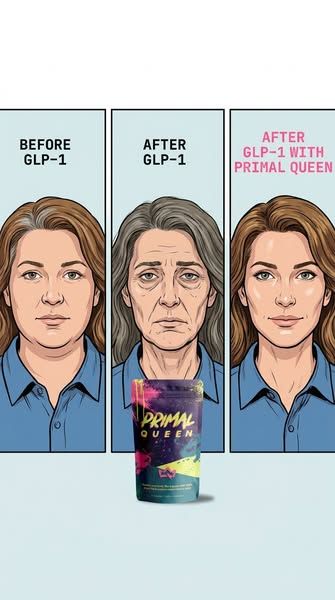 BEFORE
GLP-1
AFTER
GLP-1
AFTER
GLP-1 WITH
PRIMAL QUEEN
PRIMAL
QUEEN